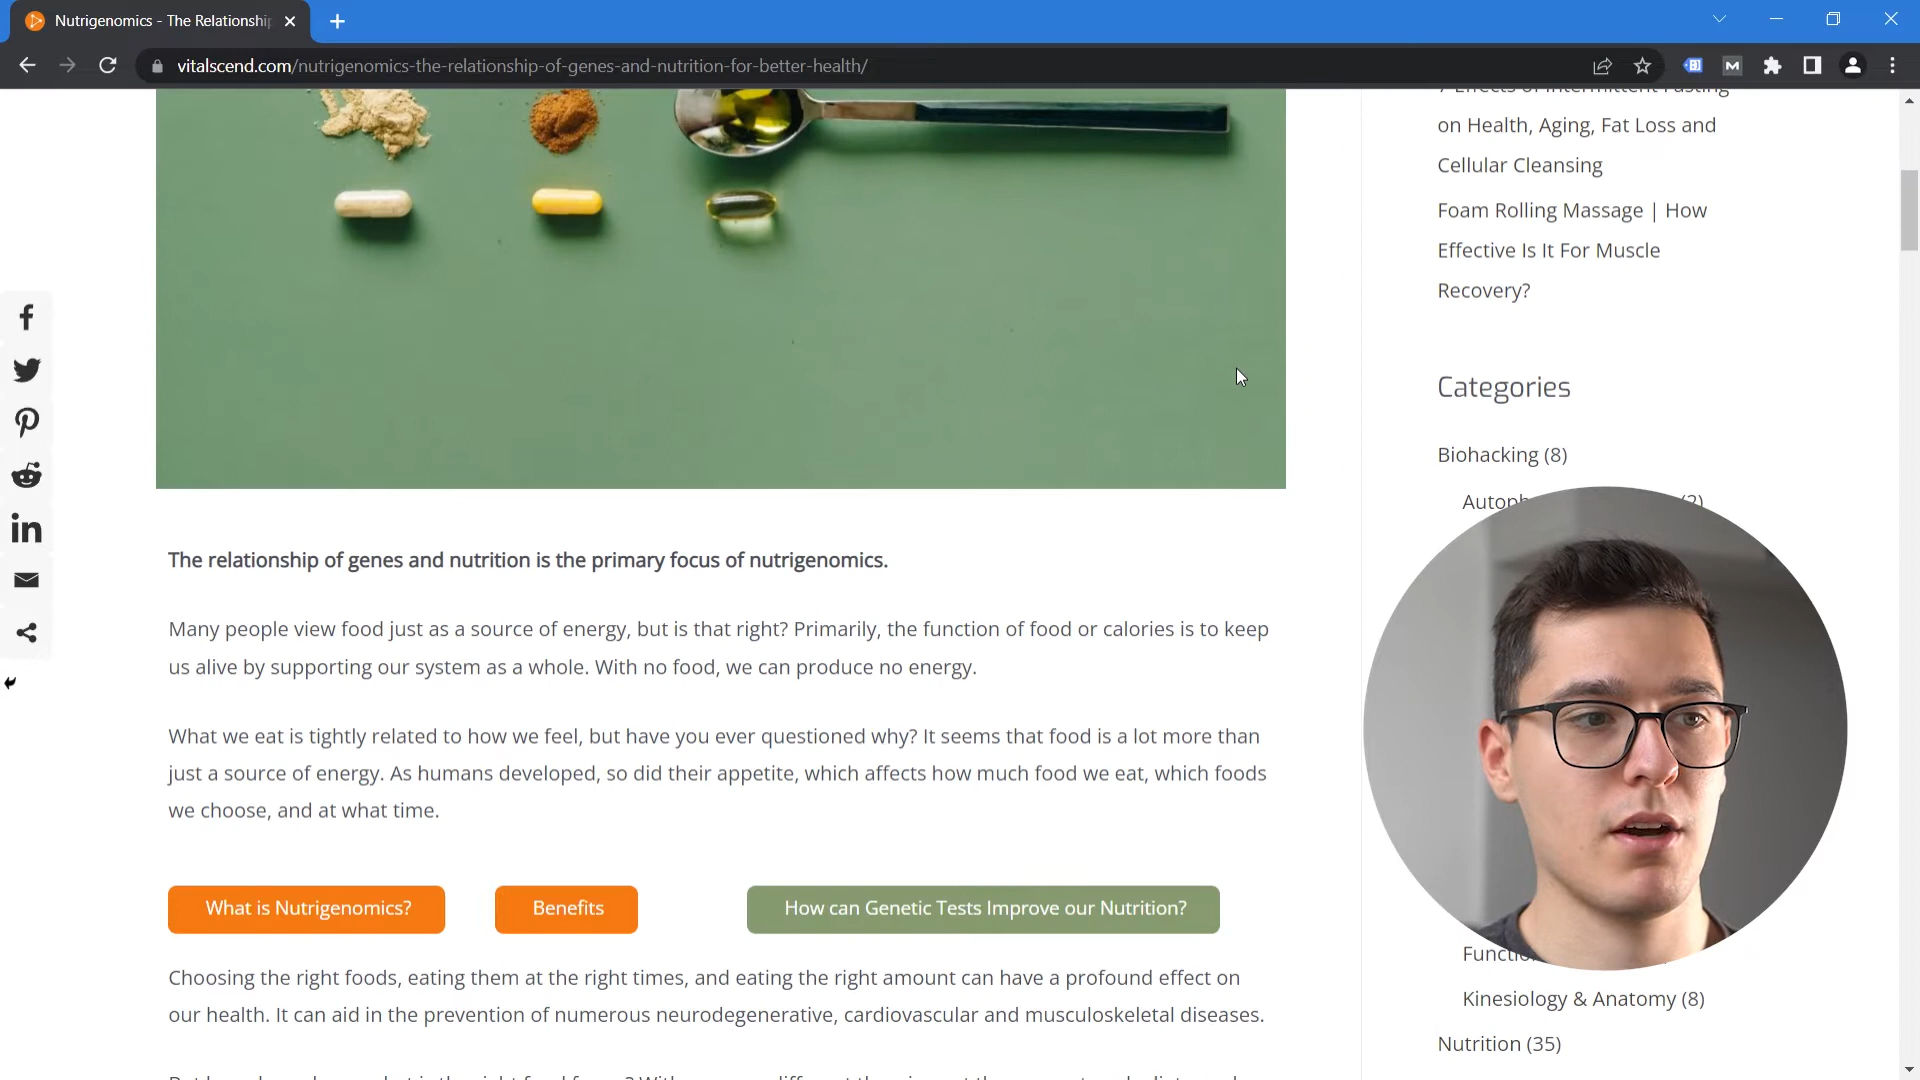 Nutrigenomics - The Relationship
vitalscend.com/nutrigenomics-the-relationship-of-genes-and-nutrition-for-better-health/
7 Effects of Intermittent Fasting
on Health, Aging, Fat Loss and
Cellular Cleansing
Foam Rolling Massage | How
Effective Is It For Muscle
Recovery?
Categories
Biohacking (8)
(2)
Kinesiology & Anatomy (8)
Nutrition (35)
The relationship of genes and nutrition is the primary focus of nutrigenomics.
Many people view food just as a source of energy, but is that right? Primarily, the function of food or calories is to keep
us alive by supporting our system as a whole. With no food, we can produce no energy.
What we eat is tightly related to how we feel, but have you ever questioned why? It seems that food is a lot more than
just a source of energy. As humans developed, so did their appetite, which affects how much food we eat, which foods
we choose, and at what time.
What is Nutrigenomics?
Benefits
How can Genetic Tests Improve our Nutrition?
Choosing the right foods, eating them at the right times, and eating the right amount can have a profound effect on
our health. It can aid in the prevention of numerous neurodegenerative, cardiovascular and musculoskeletal diseases.